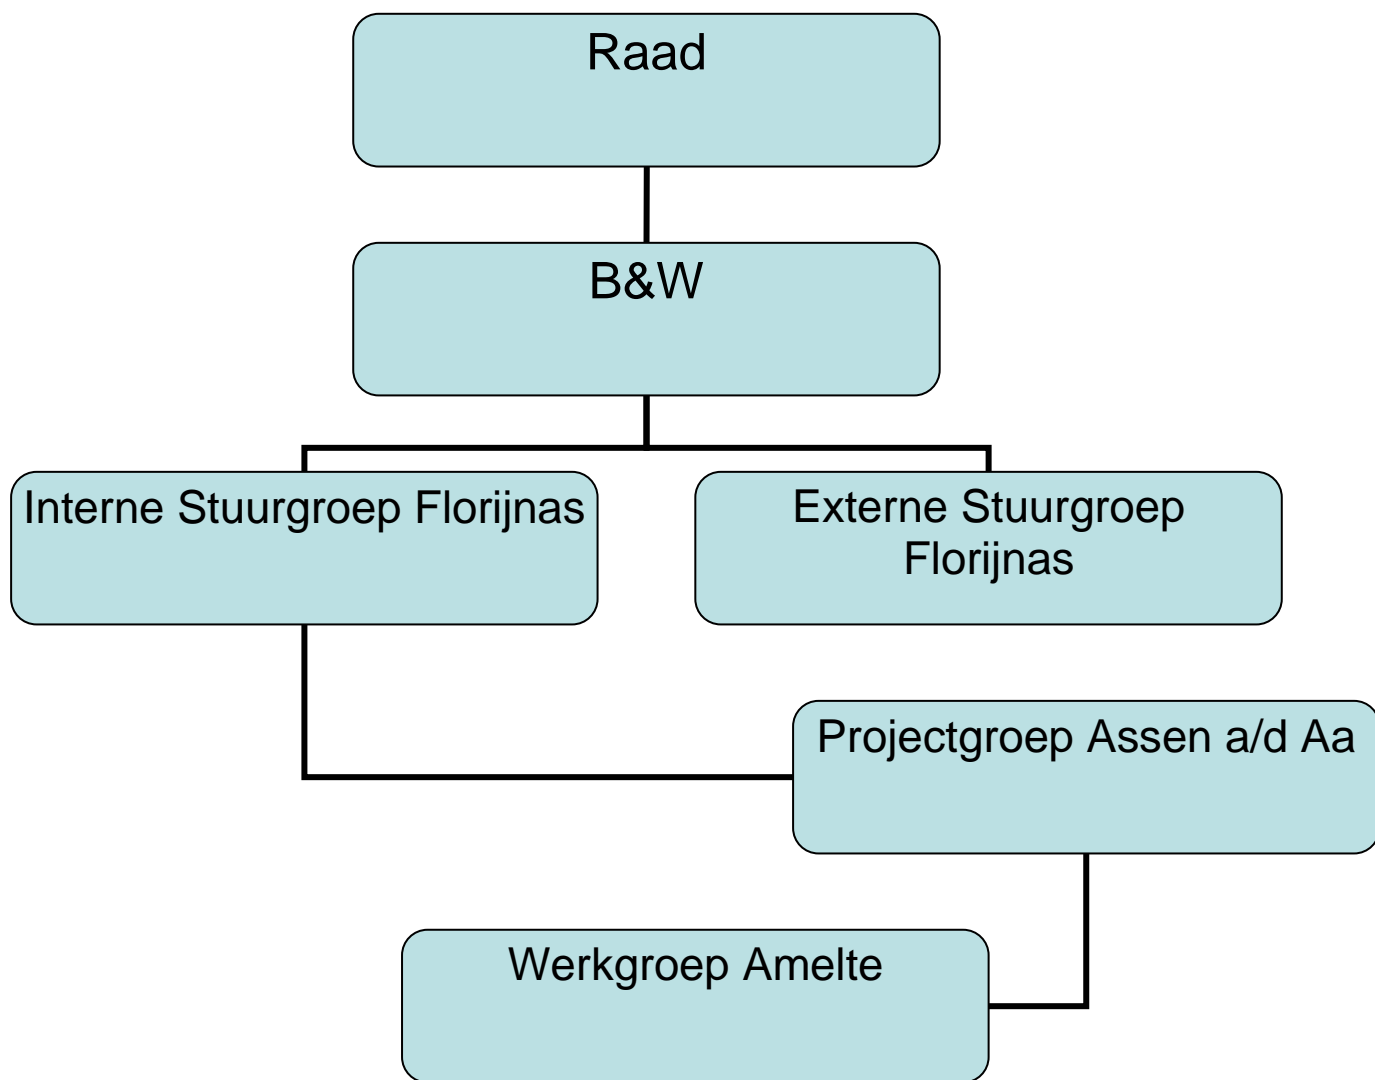 Raad
B&W
Interne Stuurgroep Florijnas
Externe Stuurgroep
Florijnas
Projectgroep Assen a/d Aa
Werkgroep Amelte